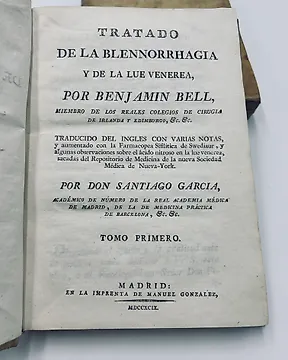 TRATADO
DE LA BLENNORRHAGIA
Y DE LA LUE VENEREA,
POR BENJAMIN BELL,
MIEMBRO DE LOS REALES COLEGIOS DE CIRUGIA
DE IRLANDA Y EDIMBURGO, &c. &c.
TRADUCIDO DEL INGLES CON VARIAS NOTAS,
y aumentado con la Farmacopea Sifilítica de Swediaur, y
algunas observaciones sobre el ácido nitroso en la lue venérea,
sacadas del Repositorio de Medicina de la nueva Sociedad
Médica de Nueva-York.
POR DON SANTIAGO GARCIA,
ACADÉMICO DE NÚMERO DE LA REAL ACADEMIA MÉDICA
DE MADRID, DE LA DE MEDICINA PRÁCTICA
DE BARCELONA, &c. &c.
TOMO PRIMERO.
MADRID:
EN LA IMPRENTA DE MANUEL GONZALEZ,
MDCCXCIX.